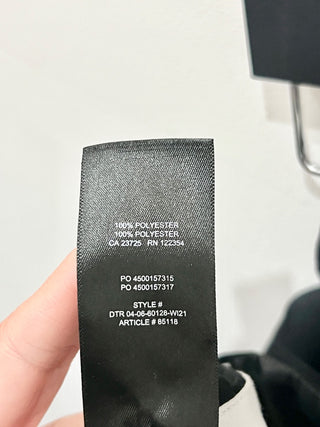 100% POLYESTER
100% POLYESTER
CA 23725 RN 122354
PO 4500157315
PO 4500157317
STYLE #
DTR 04-06-60128-WI21
ARTICLE # 85118